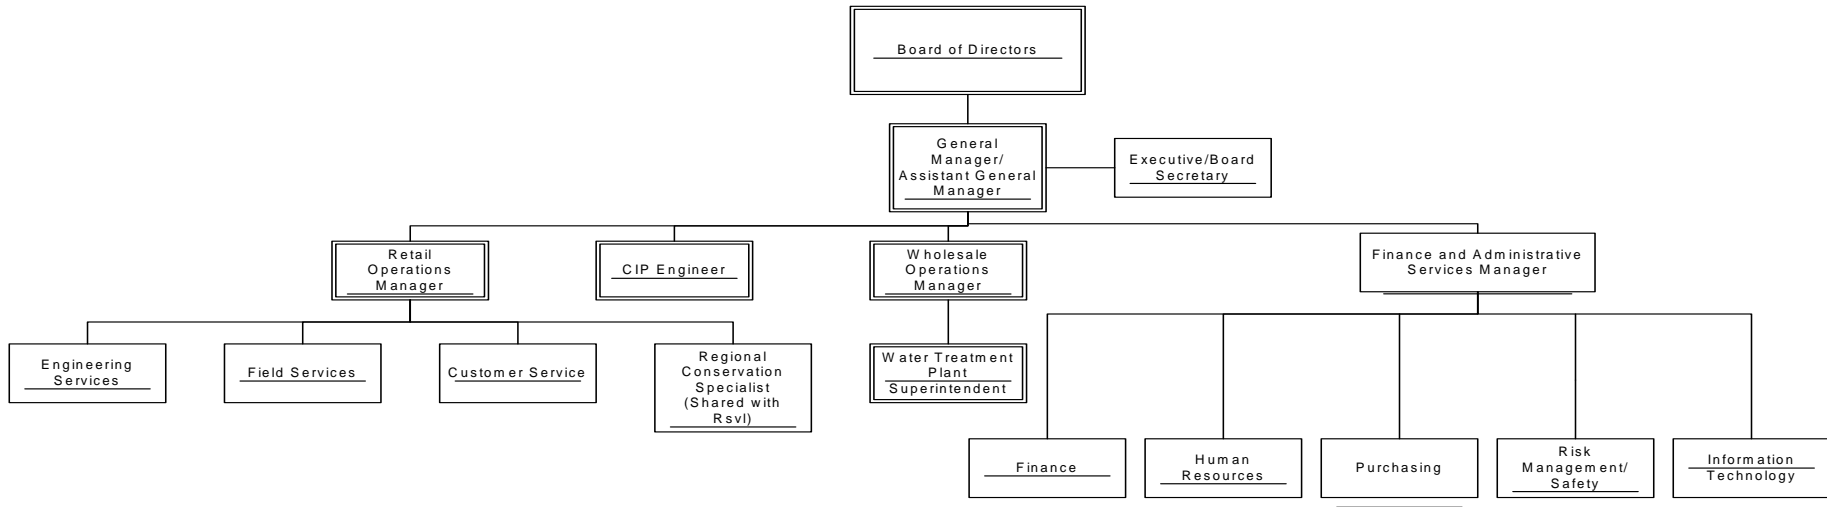 Board of Directors
General
Manager/
Assistant General
Manager
Executive/Board
Secretary
Retail
Operations
Manager
CIP Engineer
Wholesale
Operations
Manager
Finance and Administrative
Services Manager
Engineering
Services
Field Services
Customer Service
Regional
Conservation
Specialist
(Shared with
Rsvl)
Water Treatment
Plant
Superintendent
Finance
Human
Resources
Purchasing
Risk
Management/
Safety
Information
Technology